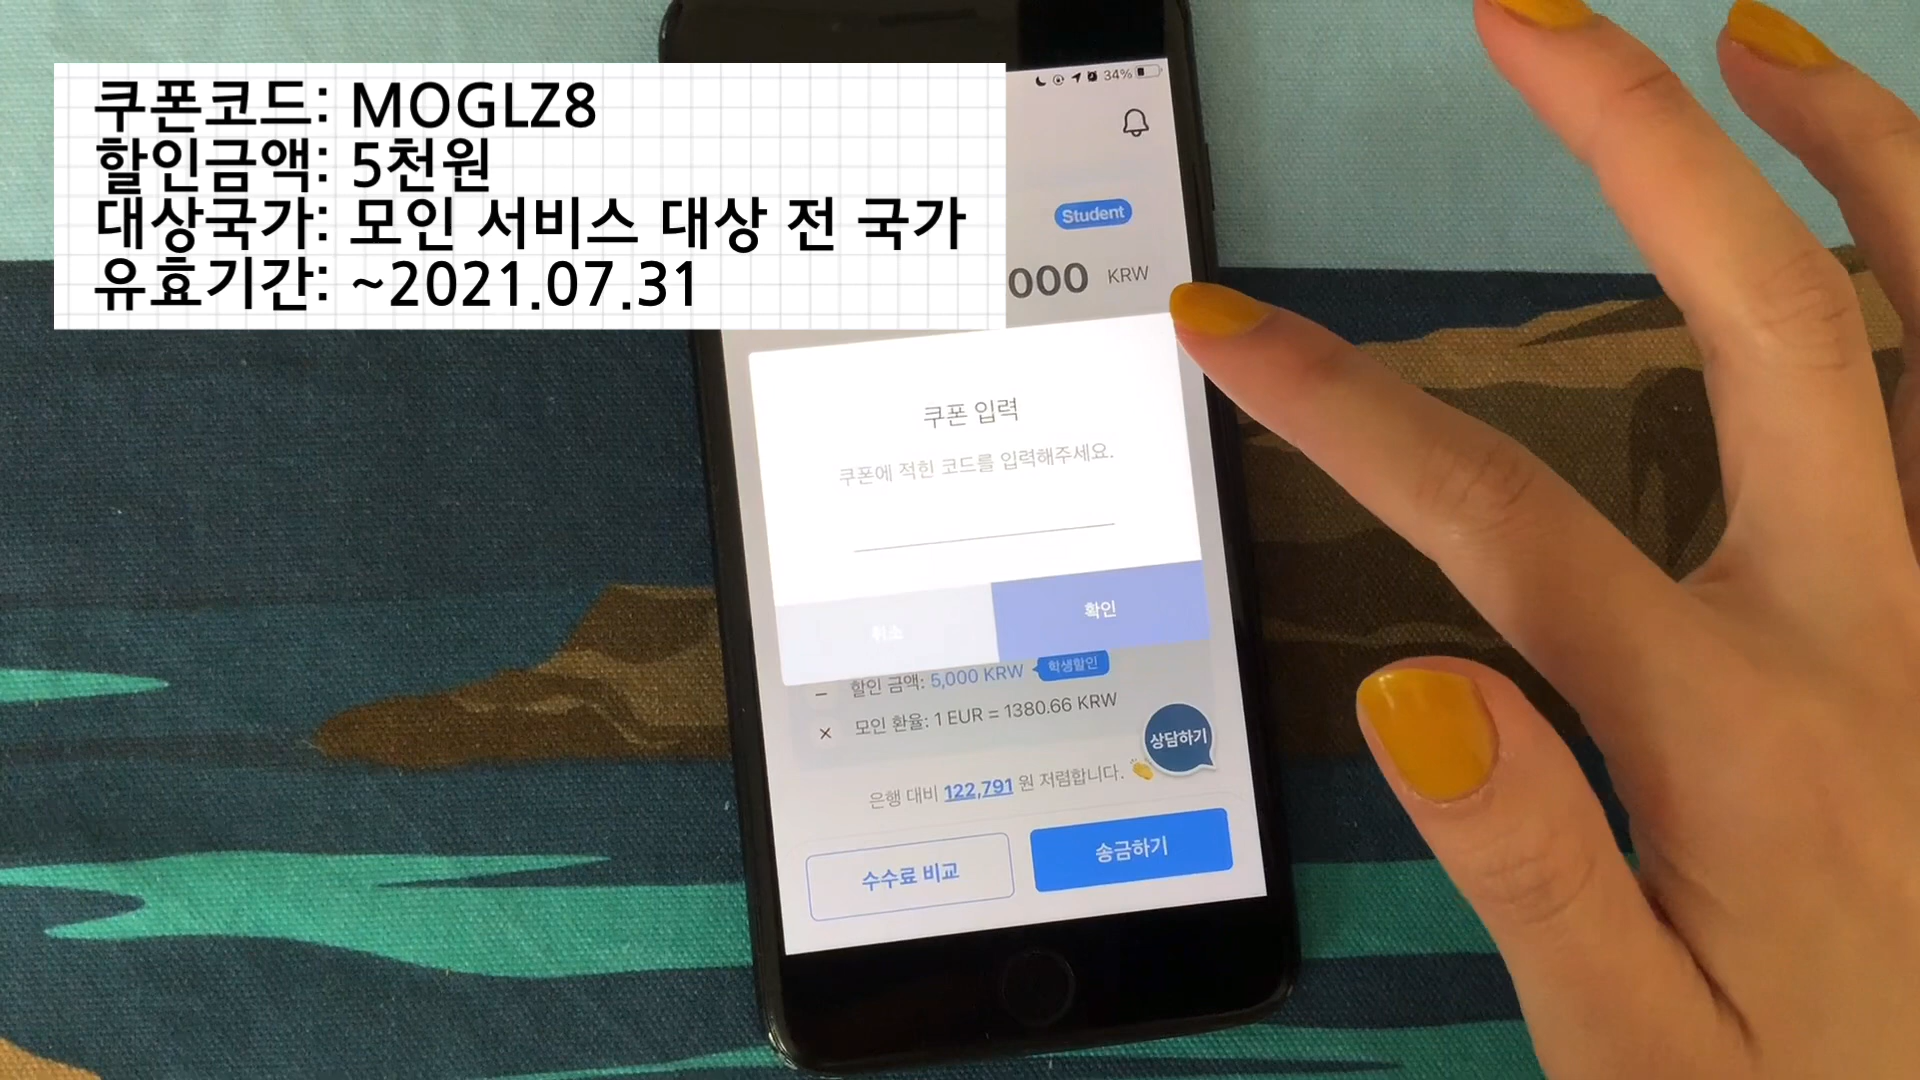 쿠폰코드: MOGLZ8
할인금액: 5천원
대상국가: 모인 서비스 대상 전 국가
유효기간: ~2021.07.31
34%
Student
000 KRW
쿠폰 입력
쿠폰에 적힌 코드를 입력해주세요.
취소
확인
할인 금액: 5,000 KRW 학생할인
모인 환율: 1 EUR = 1380.66 KRW
상담하기
은행 대비 122,791 원 저렴합니다.
수수료 비교
송금하기